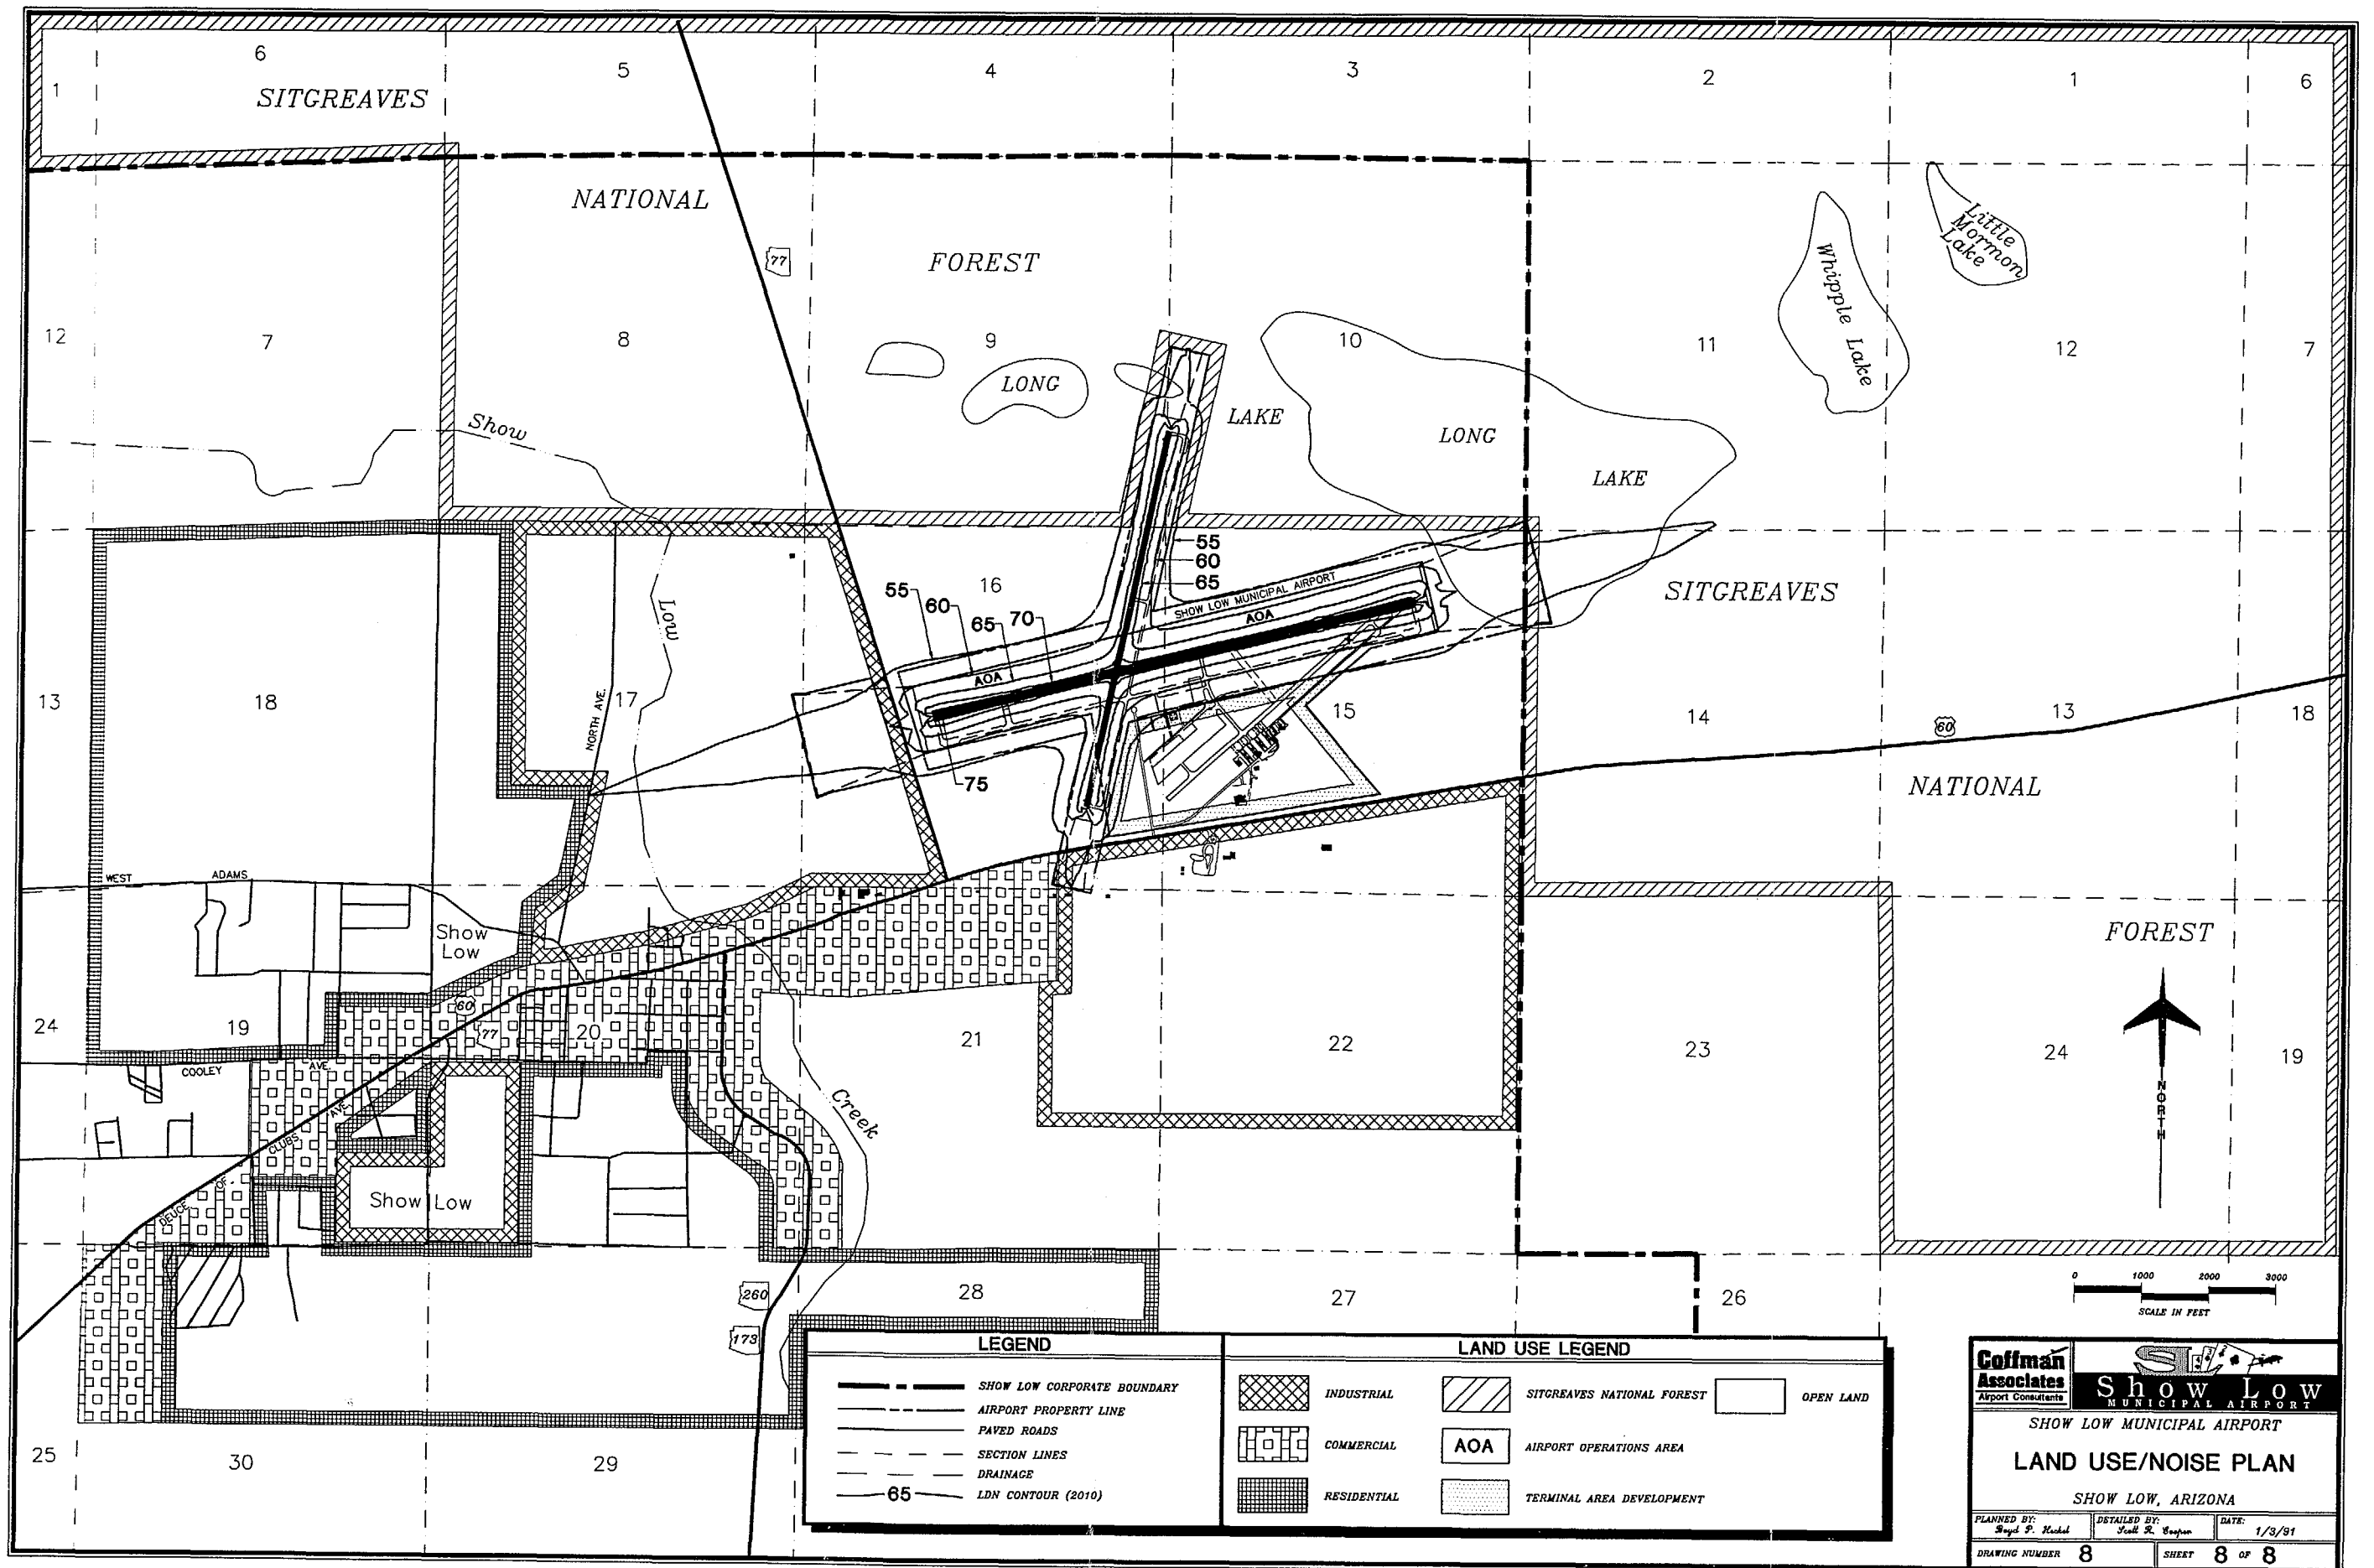 6
5
4
3
2
1
6
1
SITGREAVES
NATIONAL
77
FOREST
Little
Mormon
Lake
Whipple Lake
12
7
8
9
10
11
12
7
LONG
LAKE
LONG
LAKE
Show
Low
Creek
55
60
65
16
SHOW LOW MUNICIPAL AIRPORT
AOA
SITGREAVES
55
60
65
70
AOA
75
13
18
NORTH AVE.
17
15
14
13
18
60
NATIONAL
WEST
ADAMS
Show
Low
FOREST
24
19
60
77
20
21
22
23
24
19
COOLEY
AVE.
DEUCE OF CLUBS AVE.
Show Low
NORTH
260
173
28
27
26
25
30
29
0 1000 2000 3000
SCALE IN FEET
LEGEND
SHOW LOW CORPORATE BOUNDARY
AIRPORT PROPERTY LINE
PAVED ROADS
SECTION LINES
DRAINAGE
65 LDN CONTOUR (2010)
LAND USE LEGEND
INDUSTRIAL
SITGREAVES NATIONAL FOREST
OPEN LAND
COMMERCIAL
AOA AIRPORT OPERATIONS AREA
RESIDENTIAL
TERMINAL AREA DEVELOPMENT
Coffman
Associates
Airport Consultants
Show Low
MUNICIPAL AIRPORT
SHOW LOW MUNICIPAL AIRPORT
LAND USE/NOISE PLAN
SHOW LOW, ARIZONA
PLANNED BY:
DETAILED BY:
Scott R.
DATE:
1/3/91
DRAWING NUMBER 8
SHEET 8 OF 8